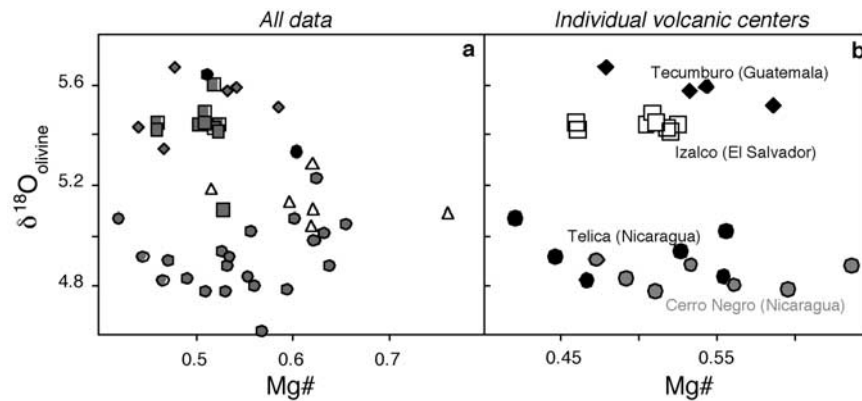 All data
Individual volcanic centers
a
b
5.6
5.2
4.8
δ 18Oolivine
Tecumburo (Guatemala)
Izalco (El Salvador)
Telica (Nicaragua)
Cerro Negro (Nicaragua)
0.5 0.6 0.7
0.45 0.55
Mg# Mg#